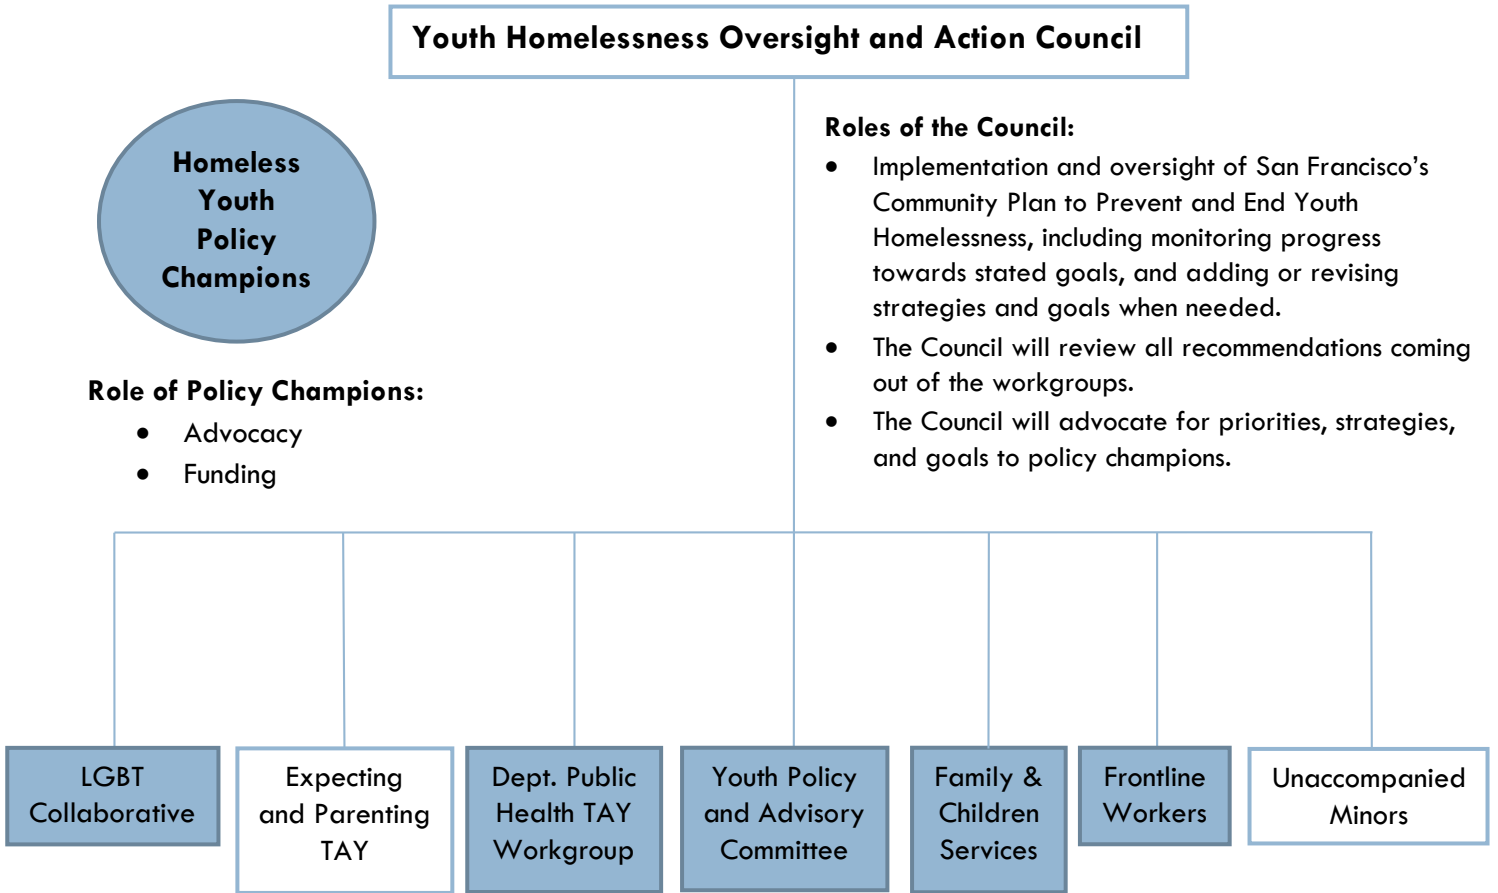 Youth Homelessness Oversight and Action Council
Homeless
Youth
Policy
Champions
Role of Policy Champions:
• Advocacy
• Funding
Roles of the Council:
• Implementation and oversight of San Francisco’s
Community Plan to Prevent and End Youth
Homelessness, including monitoring progress
towards stated goals, and adding or revising
strategies and goals when needed.
• The Council will review all recommendations coming
out of the workgroups.
• The Council will advocate for priorities, strategies,
and goals to policy champions.
LGBT
Collaborative
Expecting
and Parenting
TAY
Dept. Public
Health TAY
Workgroup
Youth Policy
and Advisory
Committee
Family &
Children
Services
Frontline
Workers
Unaccompanied
Minors